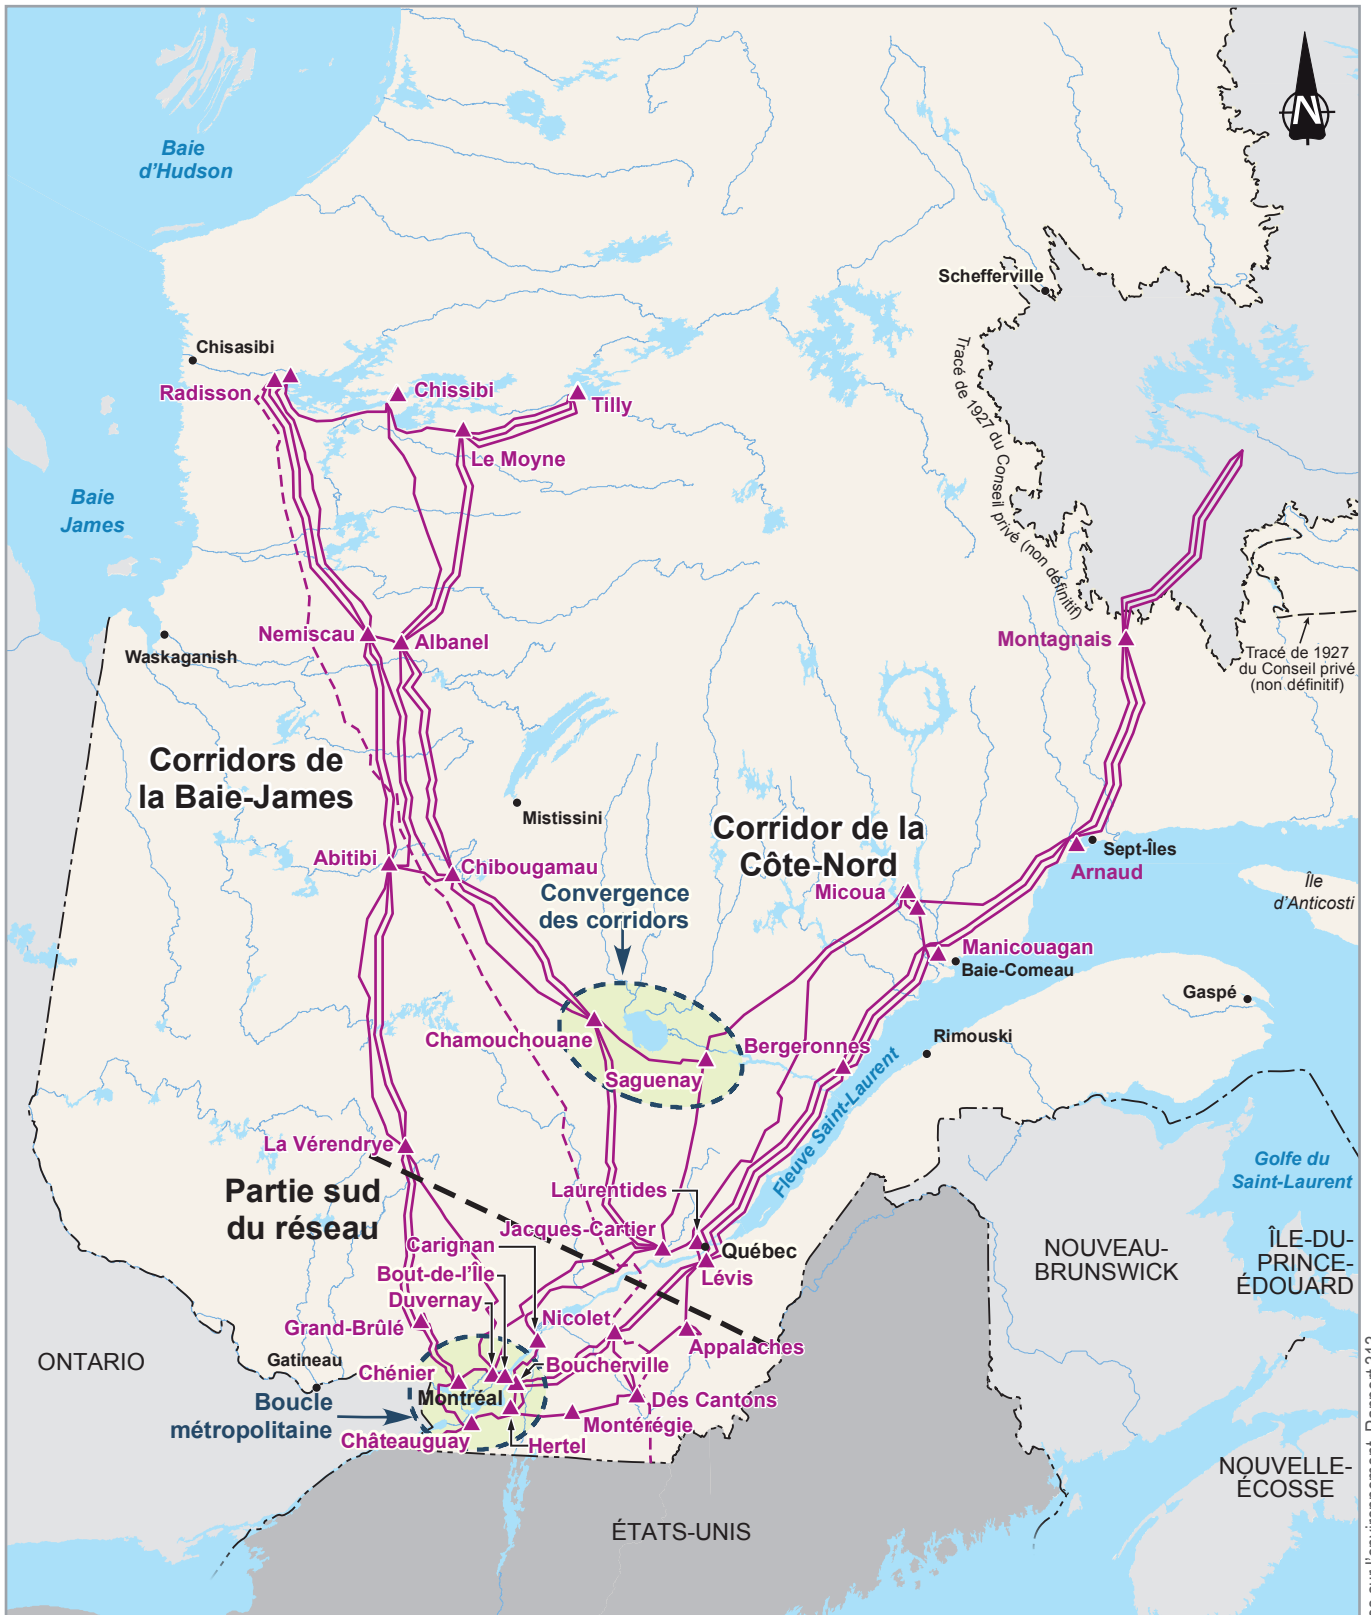 Baie
d'Hudson
N
Schefferville
Chisasibi
Radisson
Chissibi
Tilly
Tracé de 1927 du Conseil privé (non définitif)
Le Moyne
Baie
James
Nemiscau
Albanel
Montagnais
Waskaganish
Tracé de 1927
du Conseil privé
(non définitif)
Corridors de
la Baie-James
Mistissini
Corridor de la
Côte-Nord
Sept-Îles
Abitibi
Chibougamau
Arnaud
Convergence
des corridors
Micoua
Île
d'Anticosti
Manicouagan
Baie-Comeau
Gaspé
Chamouchouane
Bergeronnes
Rimouski
Saguenay
Fleuve Saint-Laurent
La Vérendrye
Golfe du
Saint-Laurent
Partie sud
du réseau
Laurentides
Jacques-Cartier
Carignan
Québec
NOUVEAU-
BRUNSWICK
ÎLE-DU-
PRINCE-
ÉDOUARD
Bout-de-l'Île
Lévis
Duvernay
Nicolet
Grand-Brûlé
Appalaches
ONTARIO
Gatineau
Chénier
Boucherville
Montréal
Boucle
métropolitaine
Des Cantons
Montérégie
Châteauguay
Hertel
NOUVELLE-
ÉCOSSE
ÉTATS-UNIS
sur l'environnement, Rapport 242